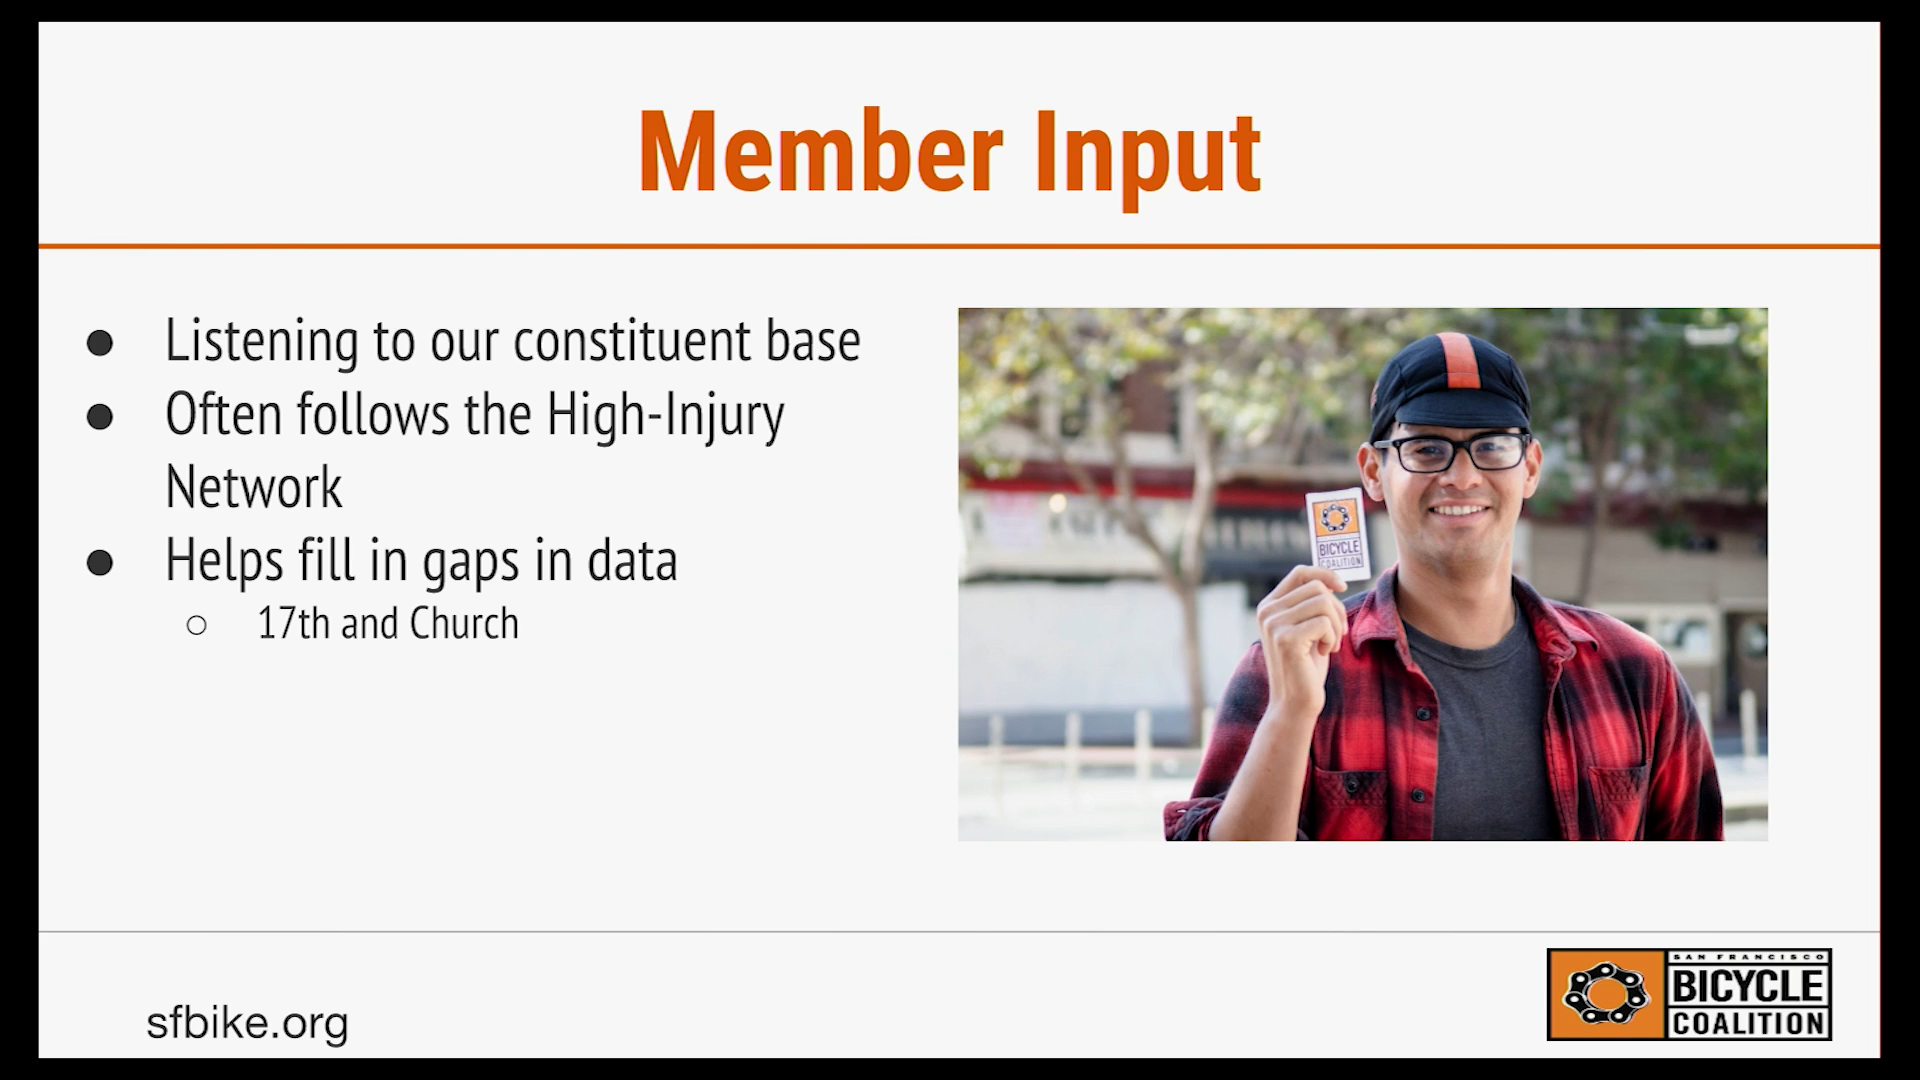 Member Input
● Listening to our constituent base
● Often follows the High-Injury
Network
● Helps fill in gaps in data
○ 17th and Church
BICYCLE
COALITION
sfbike.org
SAN FRANCISCO
BICYCLE
COALITION